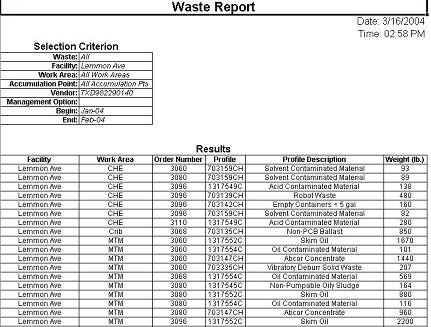 Waste Report
Date: 3/16/2004
Time: 02:58 PM
Selection Criterion
Waste: All
Facility: Lemmon Ave
Work Area: All Work Areas
Accumulation Point: All Accumulation Pts
Vendor: TXD982290140
Management Option:
Begin: Jan-04
End: Feb-04
Results
Facility Work Area Order Number Profile Profile Description Weight (lb.)
Lemmon Ave CHE 3060 703159CH Solvent Contaminated Material 93
Lemmon Ave CHE 3080 703159CH Solvent Contaminated Material 89
Lemmon Ave CHE 3096 1317549C Acid Contaminated Material 138
Lemmon Ave CHE 3096 703139CH Robot Waste 480
Lemmon Ave CHE 3096 703142CH Empty Containers < 5 gal 160
Lemmon Ave CHE 3096 703159CH Solvent Contaminated Material 82
Lemmon Ave CHE 3110 1317549C Acid Contaminated Material 280
Lemmon Ave Crib 3068 703135CH Non-PCB Ballast 850
Lemmon Ave MTM 3060 1317552C Skim Oil 1670
Lemmon Ave MTM 3060 1317554C Oil Contaminated Material 101
Lemmon Ave MTM 3060 703147CH Abcor Concentrate 1440
Lemmon Ave MTM 3060 703335CH Vibratory Deburr Solid Waste 207
Lemmon Ave MTM 3068 1317554C Oil Contaminated Material 569
Lemmon Ave MTM 3080 1317545C Non-Pumpable Oily Sludge 164
Lemmon Ave MTM 3080 1317552C Skim Oil 880
Lemmon Ave MTM 3080 1317554C Oil Contaminated Material 116
Lemmon Ave MTM 3080 703147CH Abcor Concentrate 960
Lemmon Ave MTM 3096 1317552C Skim Oil 2200